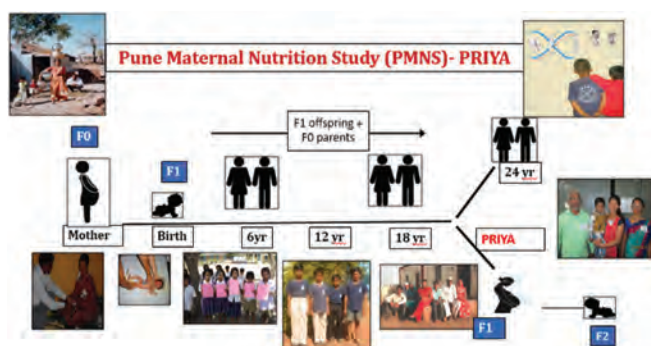 Pune Maternal Nutrition Study (PMNS)- PRIYA
F0
F1 offspring +
F0 parents
F1
24 yr
Mother
Birth
6yr
12 yr
18 yr
PRIYA
F1
F2